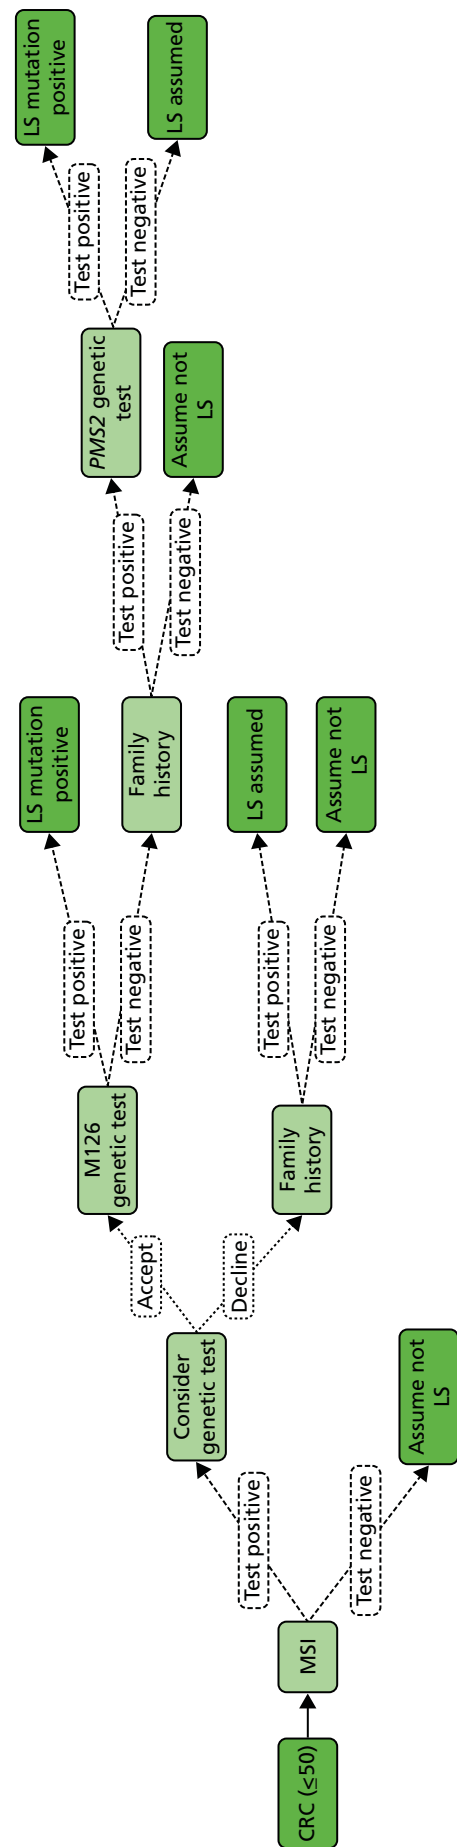 CRC (≤50)
MSI
Test positive
Test negative
Consider
genetic test
Assume not
LS
Accept
Decline
M126
genetic test
Family
history
Test positive
Test negative
Test positive
Test negative
LS mutation
positive
Family
history
LS assumed
Assume not
LS
Test positive
Test negative
PMS2 genetic
test
Assume not
LS
Test positive
Test negative
LS mutation
positive
LS assumed